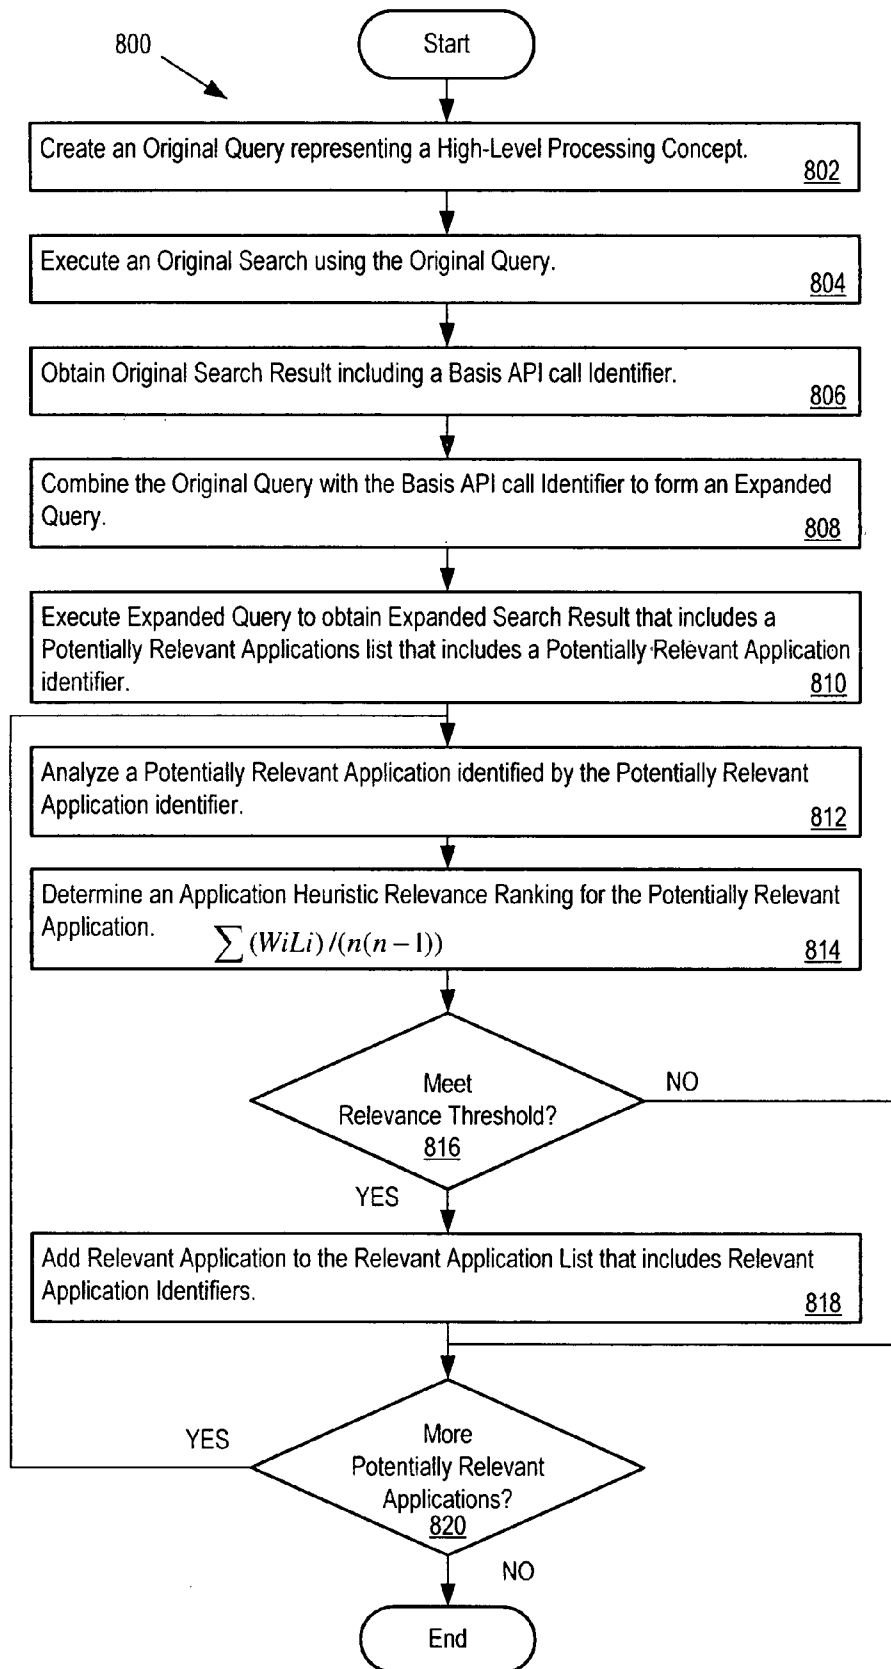 800
Start
Create an Original Query representing a High-Level Processing Concept.
802
Execute an Original Search using the Original Query.
804
Obtain Original Search Result including a Basis API call Identifier.
806
Combine the Original Query with the Basis API call Identifier to form an Expanded
Query.
808
Execute Expanded Query to obtain Expanded Search Result that includes a
Potentially Relevant Applications list that includes a Potentially Relevant Application
identifier.
810
Analyze a Potentially Relevant Application identified by the Potentially Relevant
Application identifier.
812
Determine an Application Heuristic Relevance Ranking for the Potentially Relevant
Application. ∑(WiLi)/(n(n−1))
814
Meet
Relevance Threshold?
816
NO
YES
Add Relevant Application to the Relevant Application List that includes Relevant
Application Identifiers.
818
More
Potentially Relevant
Applications?
820
YES
NO
End